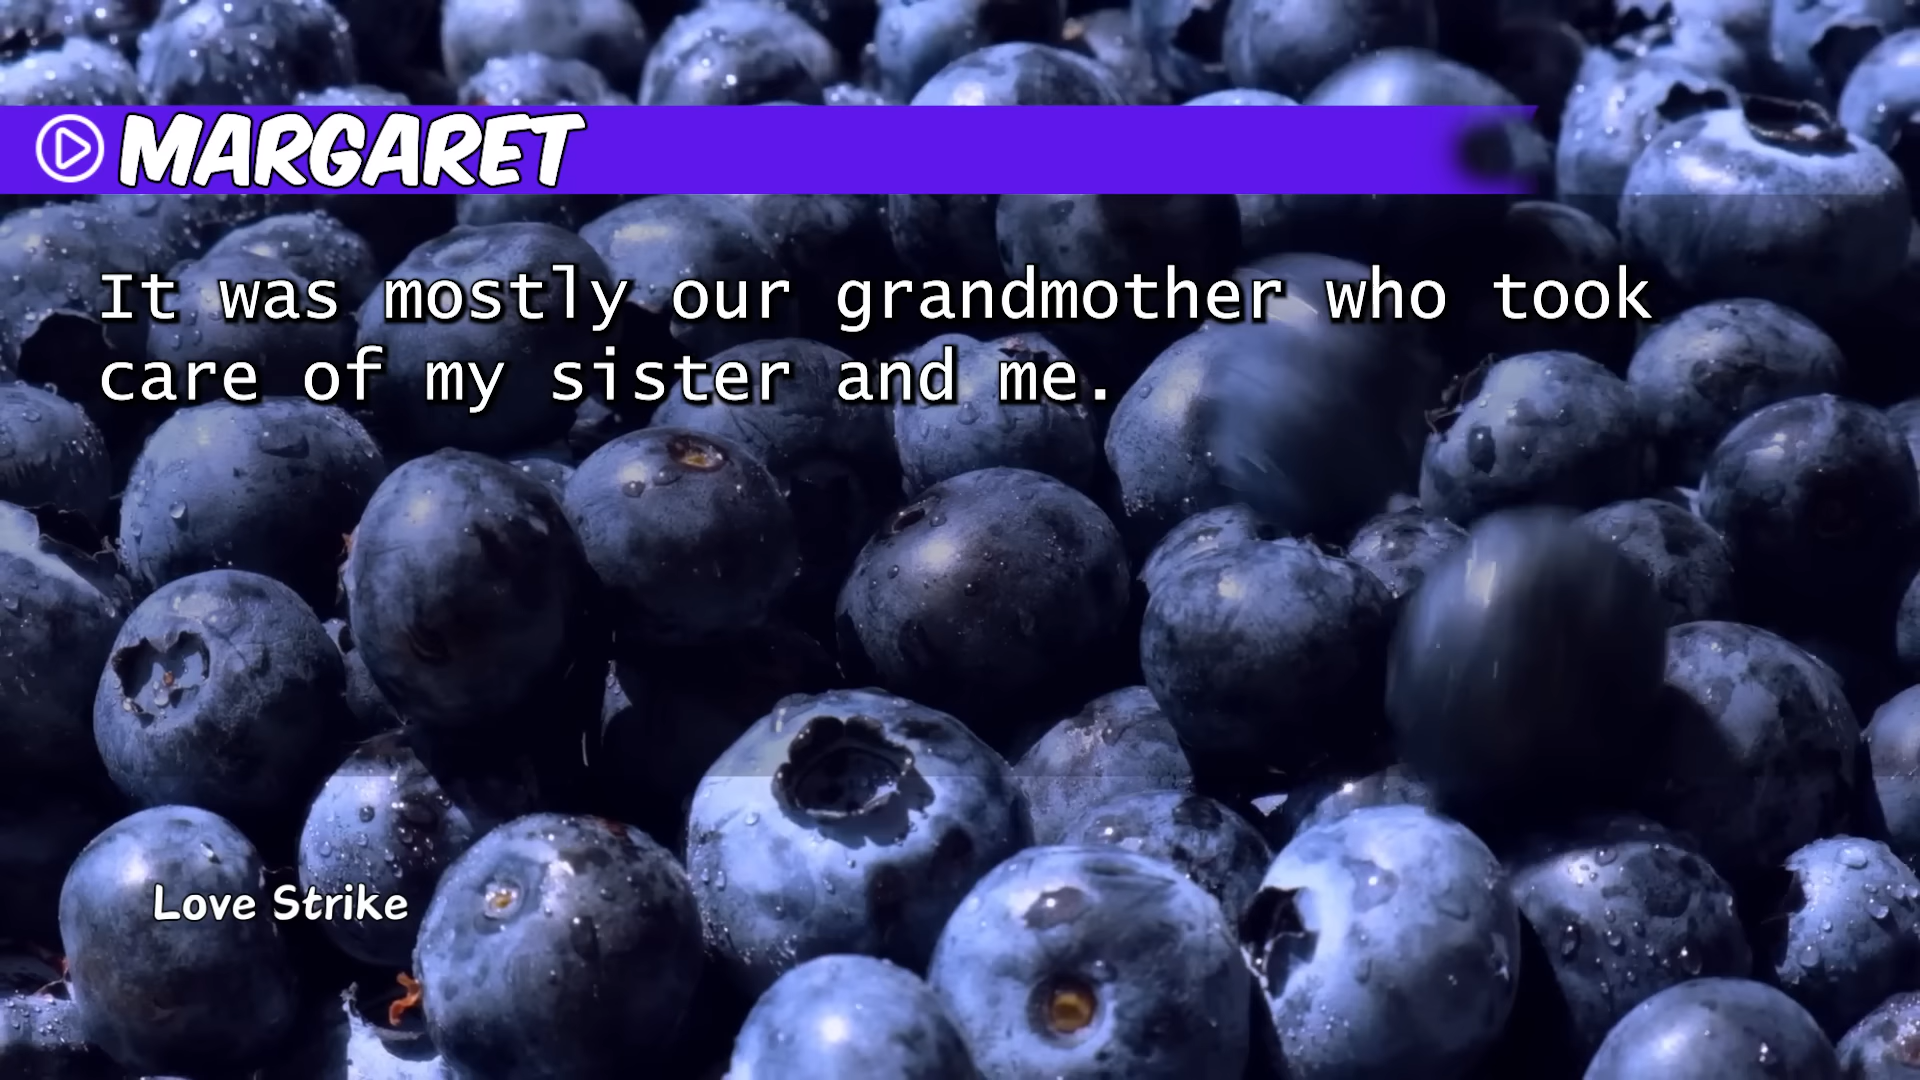 MARGARET
It was mostly our grandmother who took
care of my sister and me.
Love Strike